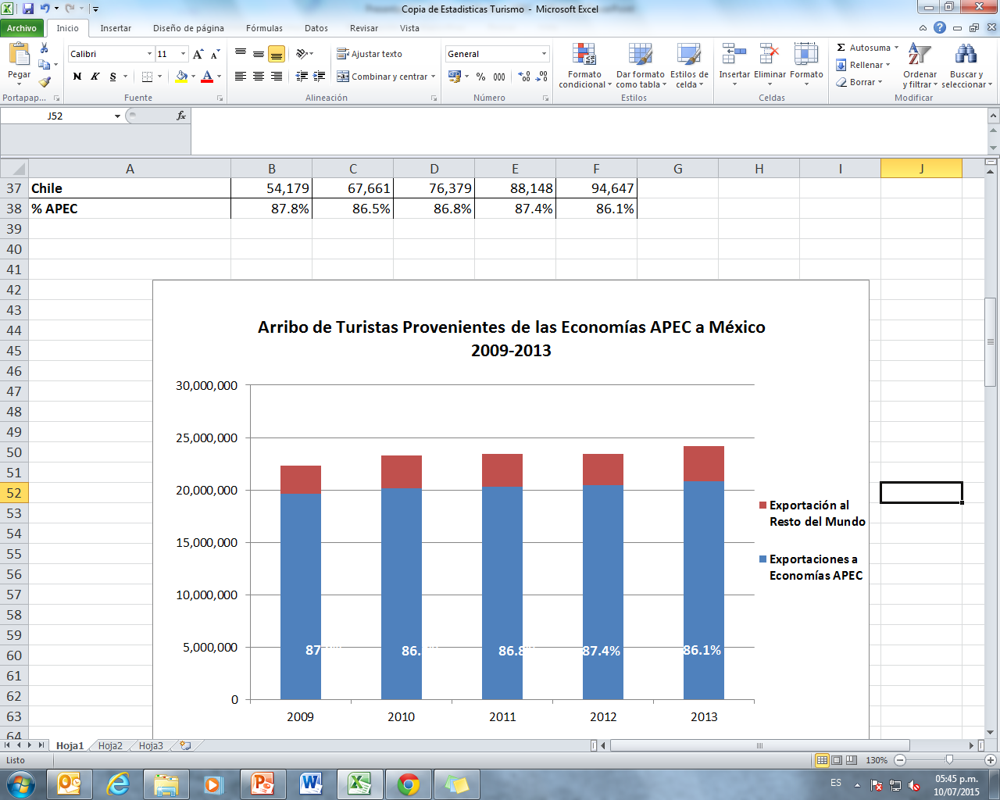 Copia de Estadisticas Turismo - Microsoft Excel
Archivo Inicio Insertar Diseño de página Fórmulas Datos Revisar Vista
Pegar
Calibri 11
Ajustar texto
General
Formato condicional
Dar formato como tabla
Estilos de celda
Insertar Eliminar Formato
Autosuma
Rellenar
Borrar
Ordenar y filtrar
Buscar y seleccionar
N K S
Combinar y centrar
% 000
Portapap... Fuente Alineación Número Estilos Celdas Modificar
J52 fx
A B C D E F G H I J
37 Chile 54,179 67,661 76,379 88,148 94,647
38 % APEC 87.8% 86.5% 86.8% 87.4% 86.1%
39
40
41
42
43
44
45
46
47
48
49
50
51
52
53
54
55
56
57
58
59
60
61
62
63
64
Arribo de Turistas Provenientes de las Economías APEC a México
2009-2013
30,000,000
25,000,000
20,000,000
15,000,000
10,000,000
5,000,000
0
86.8% 87.4% 86.1%
2009 2010 2011 2012 2013
Exportación al
Resto del Mundo
Exportaciones a
Economías APEC
Hoja1 Hoja2 Hoja3
Listo 130%
ES 05:45 p.m.
10/07/2015